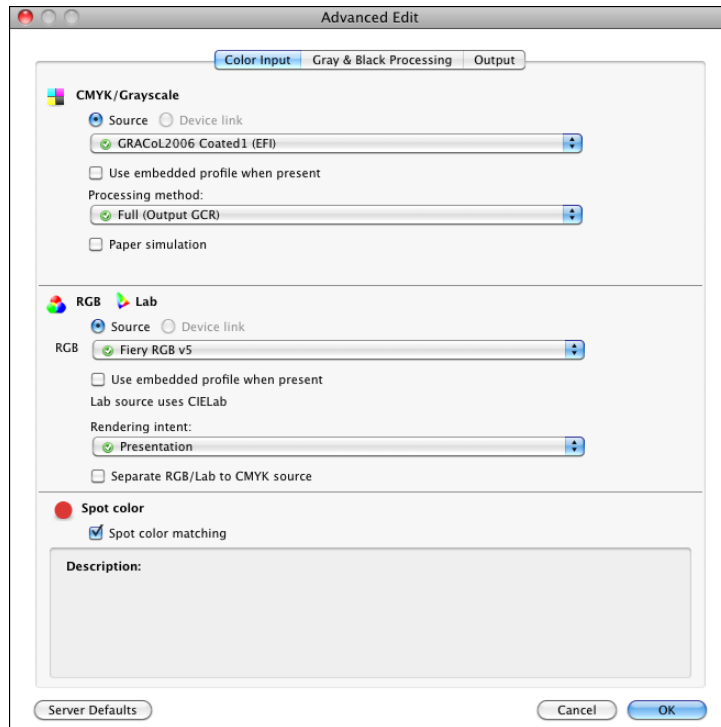 Advanced Edit
Color Input Gray & Black Processing Output
CMYK/Grayscale
Source Device link
GRACoL2006 Coated1 (EFI)
Use embedded profile when present
Processing method:
Full (Output GCR)
Paper simulation
RGB Lab
Source Device link
RGB Fiery RGB v5
Use embedded profile when present
Lab source uses CIELab
Rendering intent:
Presentation
Separate RGB/Lab to CMYK source
Spot color
Spot color matching
Description:
Server Defaults Cancel OK